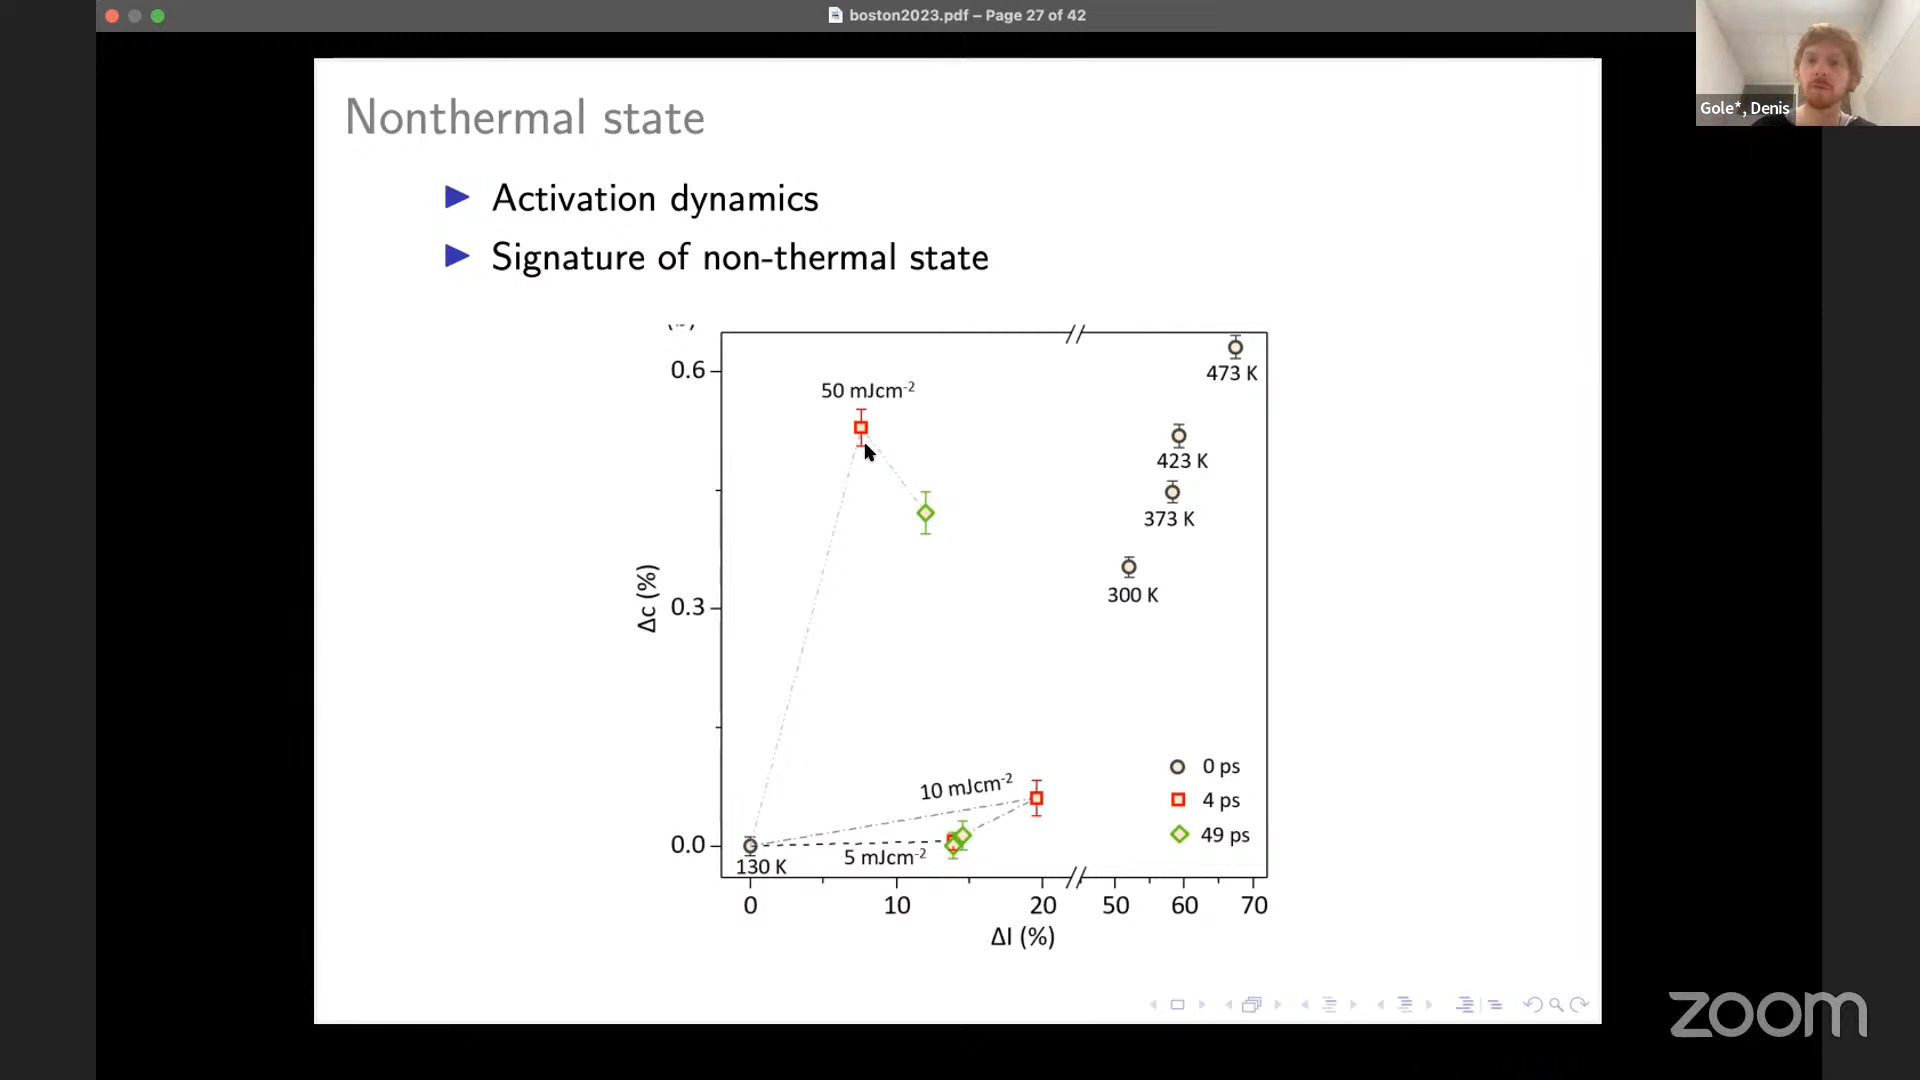 boston2023.pdf – Page 27 of 42
Gole*, Denis
Nonthermal state
Activation dynamics
Signature of non-thermal state
0.6
0.3
0.0
Δc (%)
50 mJcm⁻²
473 K
423 K
373 K
300 K
10 mJcm⁻²
5 mJcm⁻²
130 K
0 ps
4 ps
49 ps
0 10 20 50 60 70
ΔI (%)
zoom